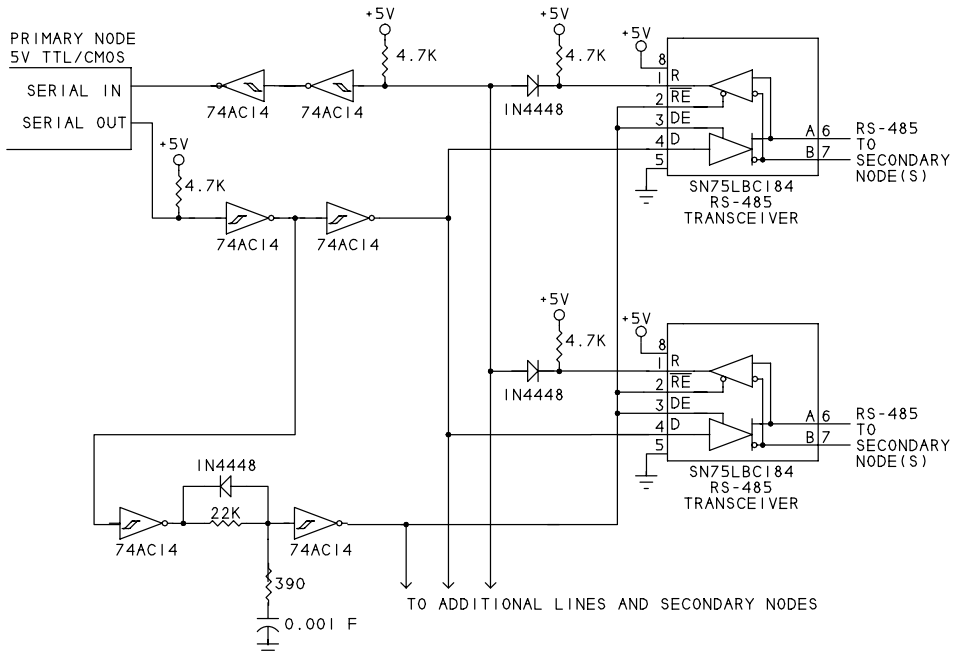 PRIMARY NODE
5V TTL/CMOS
SERIAL IN
SERIAL OUT
+5V
4.7K
+5V
4.7K
+5V
4.7K
74AC14
74AC14
74AC14
74AC14
1N4448
+5V
8
1
R
2
RE
3
DE
4
D
5
A
6
B
7
RS-485
TO
SECONDARY
NODE(S)
SN75LBC184
RS-485
TRANSCEIVER
+5V
4.7K
1N4448
+5V
8
1
R
2
RE
3
DE
4
D
5
A
6
B
7
RS-485
TO
SECONDARY
NODE(S)
SN75LBC184
RS-485
TRANSCEIVER
1N4448
22K
74AC14
74AC14
390
0.001 F
TO ADDITIONAL LINES AND SECONDARY NODES